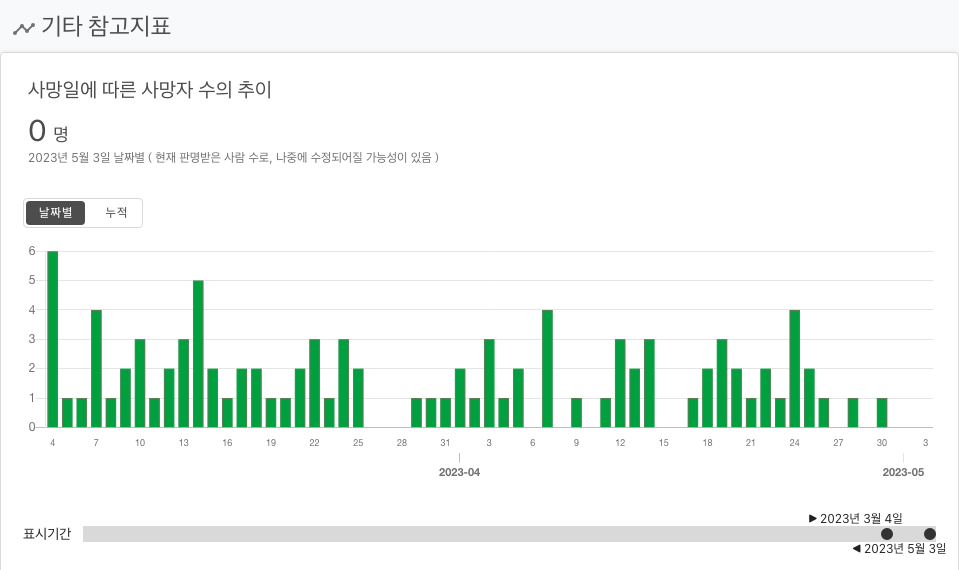 기타 참고지표
사망일에 따른 사망자 수의 추이
0 명
2023년 5월 3일 날짜별 ( 현재 판명받은 사람 수로, 나중에 수정되어질 가능성이 있음 )
날짜별 누적
6
5
4
3
2
1
0
4 7 10 13 16 19 22 25 28 31 3 6 9 12 15 18 21 24 27 30 3
2023-04 2023-05
▶ 2023년 3월 4일
표시기간
◀ 2023년 5월 3일